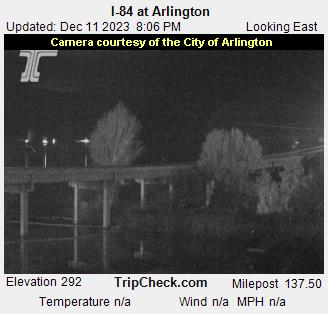 I-84 at Arlington
Updated: Dec 11 2023 8:06 PM Looking East
Camera courtesy of the City of Arlington
Elevation 292 TripCheck.com Milepost 137.50
Temperature n/a Wind n/a MPH n/a